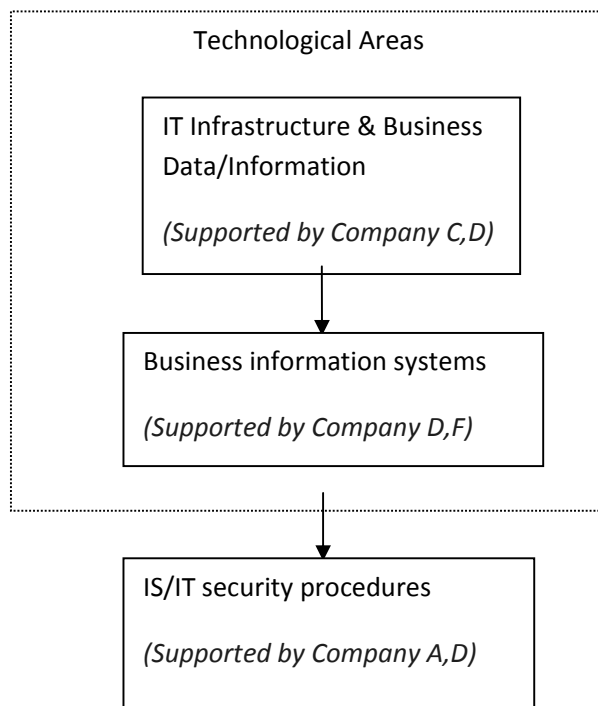 Technological Areas
IT Infrastructure & Business
Data/Information
(Supported by Company C,D)
Business information systems
(Supported by Company D,F)
IS/IT security procedures
(Supported by Company A,D)